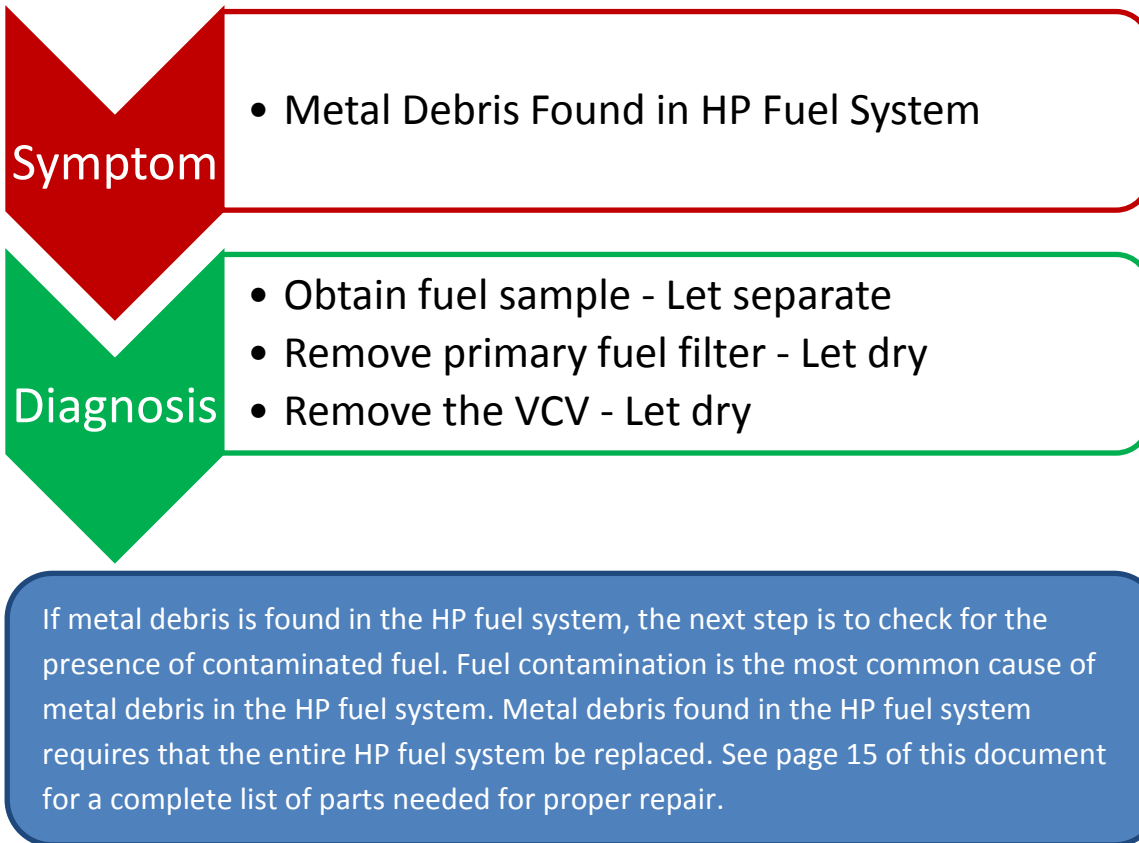 Symptom
• Metal Debris Found in HP Fuel System
Diagnosis
• Obtain fuel sample - Let separate
• Remove primary fuel filter - Let dry
• Remove the VCV - Let dry
If metal debris is found in the HP fuel system, the next step is to check for the
presence of contaminated fuel. Fuel contamination is the most common cause of
metal debris in the HP fuel system. Metal debris found in the HP fuel system
requires that the entire HP fuel system be replaced. See page 15 of this document
for a complete list of parts needed for proper repair.